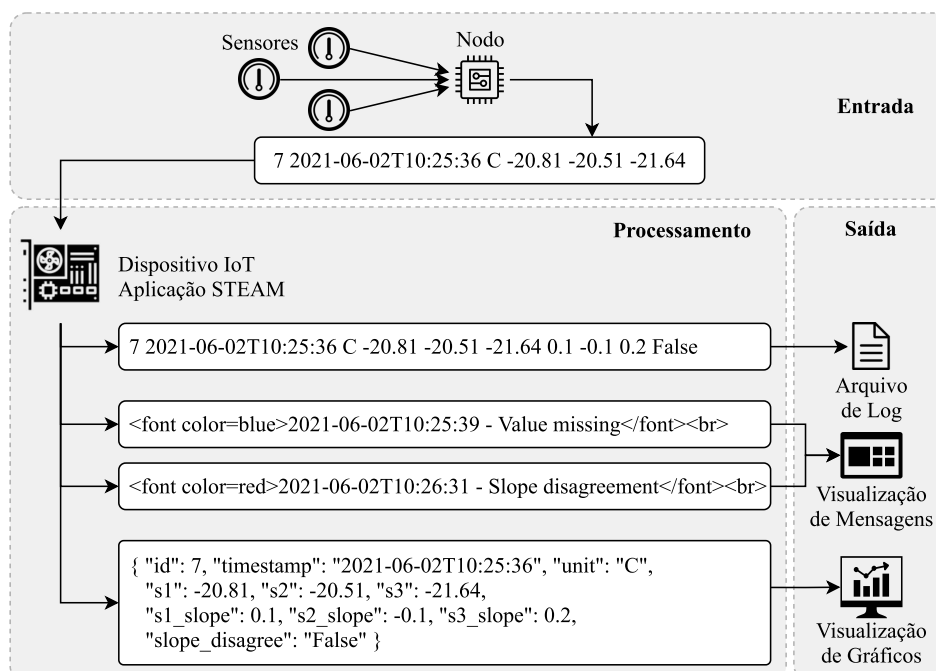 Sensores
Nodo
Entrada
7 2021-06-02T10:25:36 C -20.81 -20.51 -21.64
Processamento
Saída
Dispositivo IoT
Aplicação STEAM
7 2021-06-02T10:25:36 C -20.81 -20.51 -21.64 0.1 -0.1 0.2 False
Arquivo
de Log
<font color=blue>2021-06-02T10:25:39 - Value missing</font><br>
<font color=red>2021-06-02T10:26:31 - Slope disagreement</font><br>
Visualização
de Mensagens
{ "id": 7, "timestamp": "2021-06-02T10:25:36", "unit": "C",
"s1": -20.81, "s2": -20.51, "s3": -21.64,
"s1_slope": 0.1, "s2_slope": -0.1, "s3_slope": 0.2,
"slope_disagree": "False" }
Visualização
de Gráficos